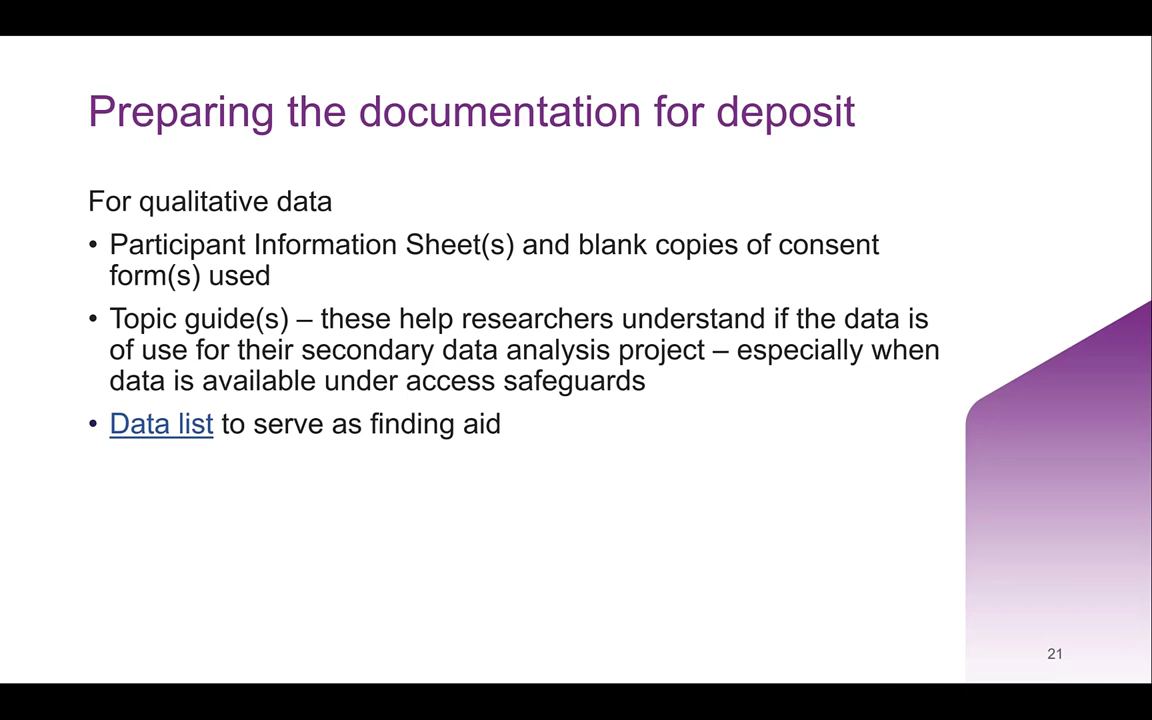 Preparing the documentation for deposit
For qualitative data
• Participant Information Sheet(s) and blank copies of consent
form(s) used
• Topic guide(s) – these help researchers understand if the data is
of use for their secondary data analysis project – especially when
data is available under access safeguards
• Data list to serve as finding aid
21